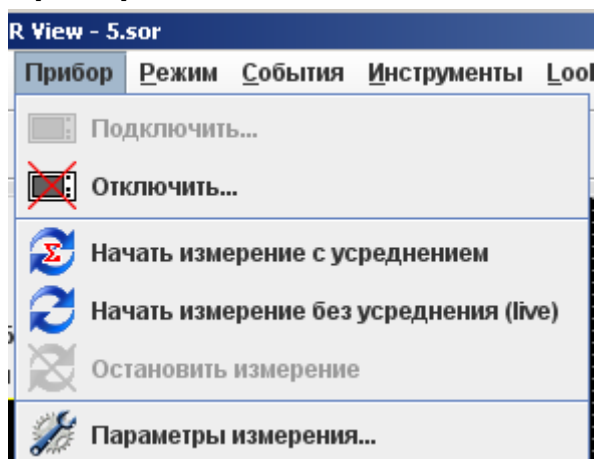 R View - 5.sor
Прибор Режим События Инструменты Look
Подключить...
Отключить...
Σ Начать измерение с усреднением
Начать измерение без усреднения (live)
Остановить измерение
Параметры измерения...